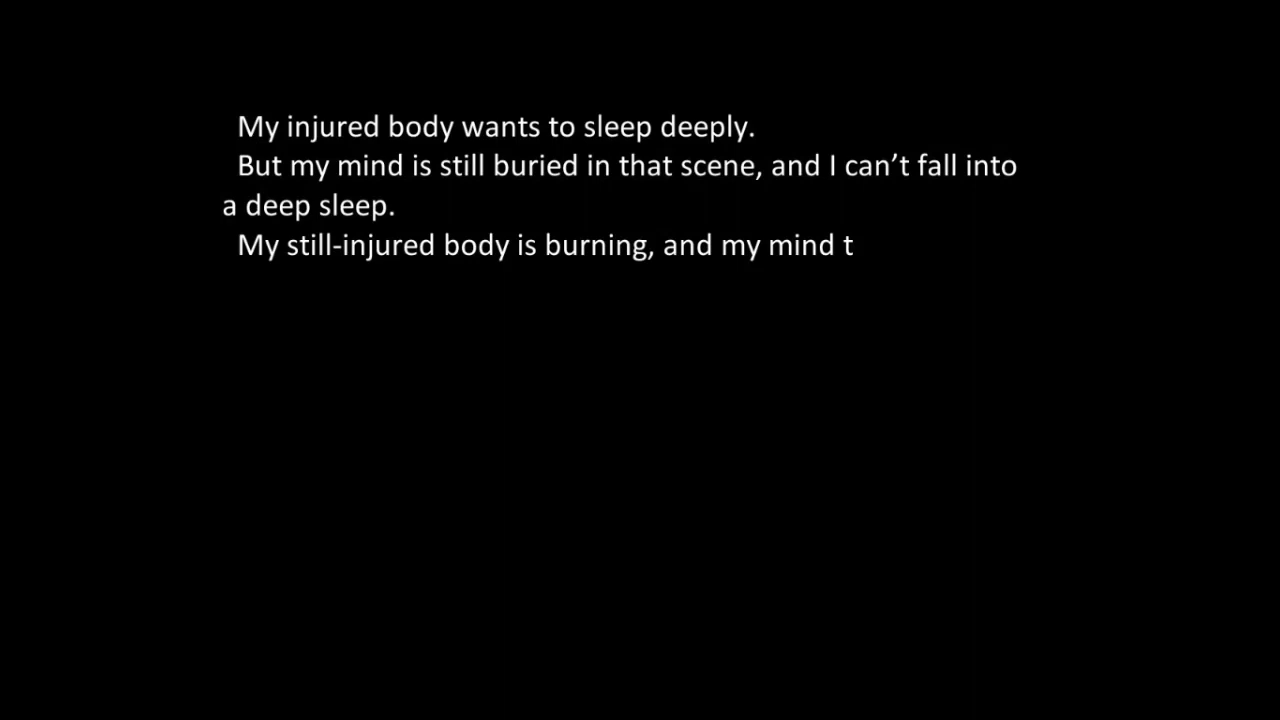 My injured body wants to sleep deeply.
But my mind is still buried in that scene, and I can’t fall into
a deep sleep.
My still-injured body is burning, and my mind t